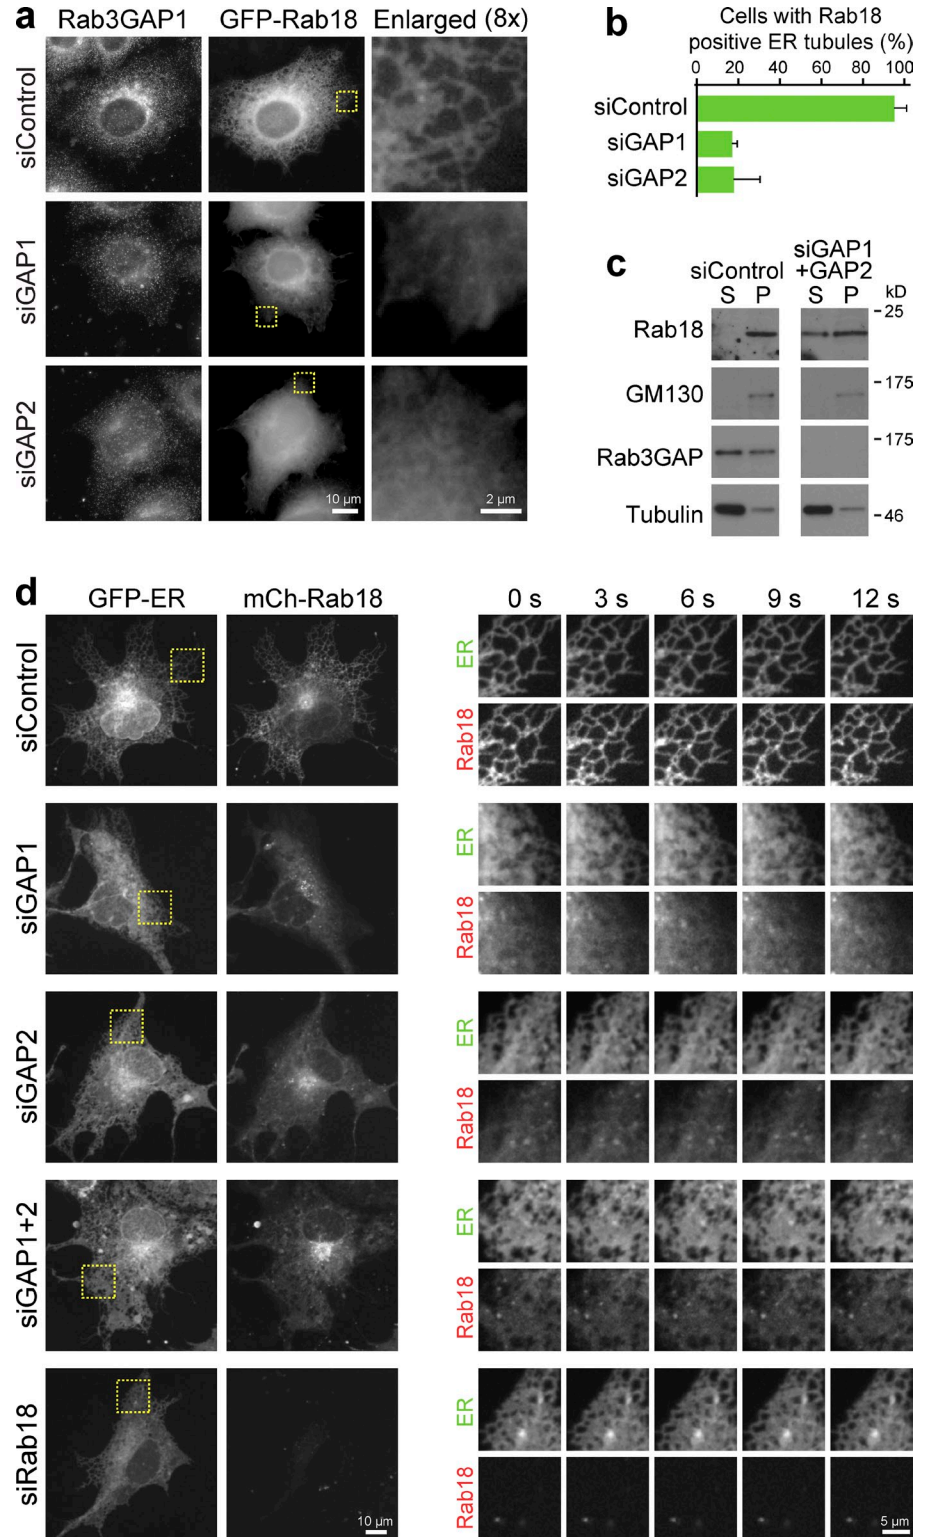 a
Rab3GAP1 GFP-Rab18 Enlarged (8x)
siControl
siGAP1
siGAP2
10 µm
2 µm
b
Cells with Rab18
positive ER tubules (%)
0 20 40 60 80 100
siControl
siGAP1
siGAP2
c
siControl
siGAP1
+GAP2
S P S P kD
Rab18
25
GM130
175
Rab3GAP
175
Tubulin
46
d
GFP-ER mCh-Rab18 0 s 3 s 6 s 9 s 12 s
siControl
ER
Rab18
siGAP1
ER
Rab18
siGAP2
ER
Rab18
siGAP1+2
ER
Rab18
siRab18
ER
Rab18
10 µm
5 µm